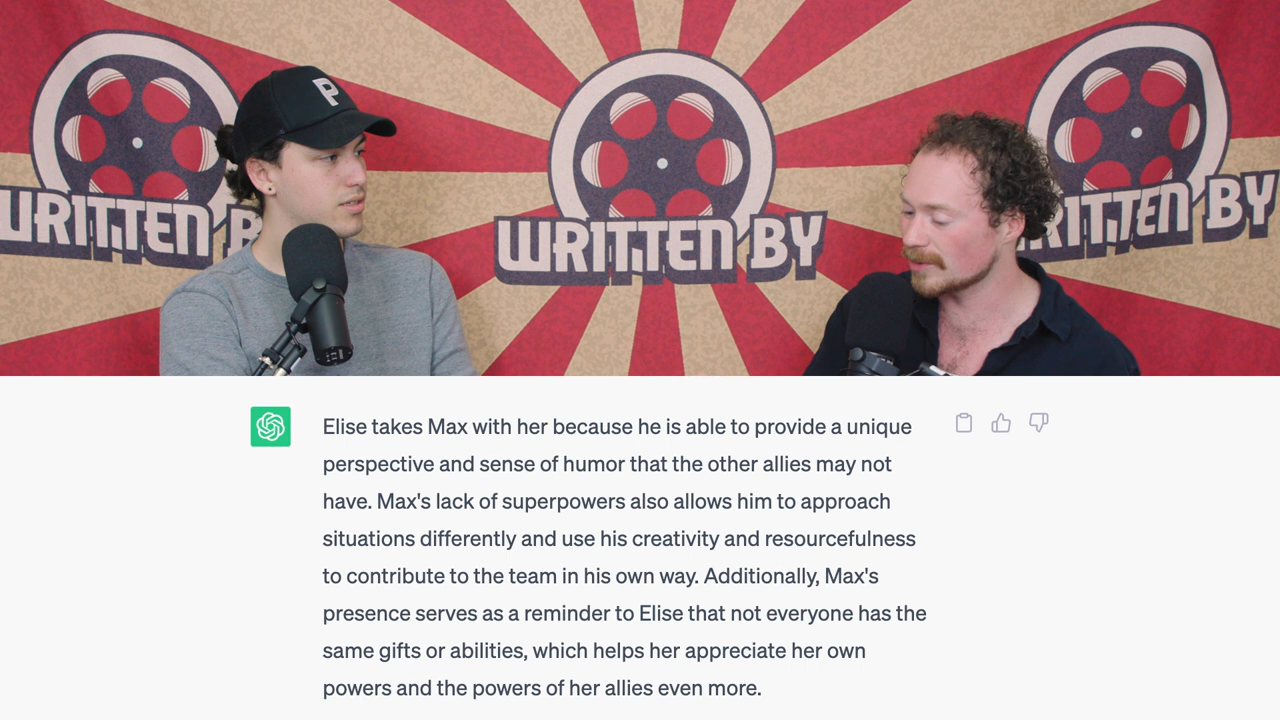 P
WRITTEN BY
WRITTEN BY
WRITTEN BY
Elise takes Max with her because he is able to provide a unique
perspective and sense of humor that the other allies may not
have. Max's lack of superpowers also allows him to approach
situations differently and use his creativity and resourcefulness
to contribute to the team in his own way. Additionally, Max's
presence serves as a reminder to Elise that not everyone has the
same gifts or abilities, which helps her appreciate her own
powers and the powers of her allies even more.